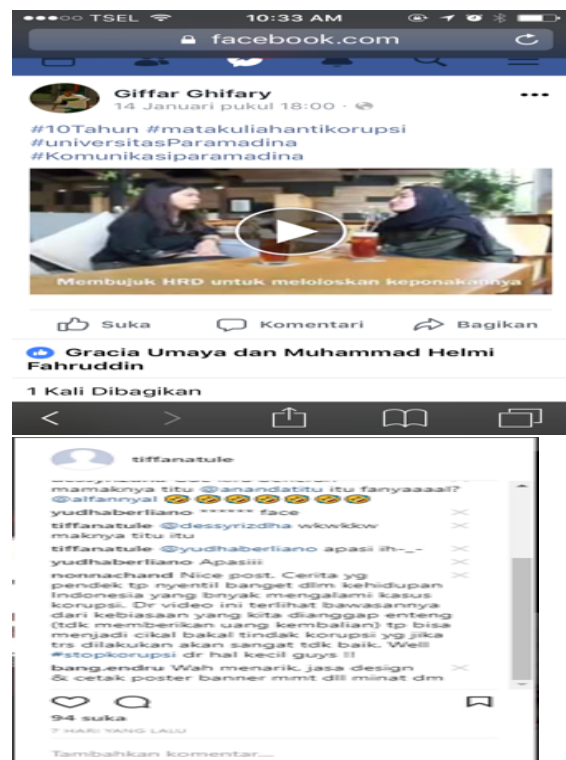 TSEL 10:33 AM
facebook.com
Giffar Ghifary
14 Januari pukul 18:00 ·
#10Tahun #matakuliahantikorupsi
#universitasParamadina
#Komunikasiparamadina
Membujuk HRD untuk meloloskan keponakannya
Suka Komentari Bagikan
Gracia Umaya dan Muhammad Helmi
Fahruddin
1 Kali Dibagikan
tiffanatule
mamaknya titu @anandatitu itu fanyaaaal?
@alfannyal
yudhaberliano ****** face
tiffanatule @dessyrizdha wkwkkw
maknya titu itu
tiffanatule @yudhaberliano apasi ih-_-
yudhaberliano Apasiii
nonnachand Nice post. Cerita yg
pendek tp nyentil banget dlm kehidupan
Indonesia yang bnyak mengalami kasus
korupsi. Dr video ini terlihat bawasannya
dari kebiasaan yang kita dianggap enteng
(tdk memberikan uang kembalian) tp bisa
menjadi cikal bakal tindak korupsi yg jika
trs dilakukan akan sangat tdk baik. Well
#stopkorupsi dr hal kecil guys !!
bang.endru Wah menarik. jasa design
& cetak poster banner mmt dll minat dm
94 suka
7 HARI YANG LALU
Tambahkan komentar...